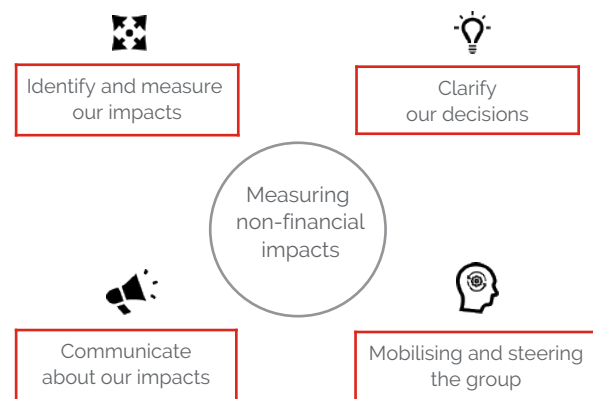 Identify and measure
our impacts
Clarify
our decisions
Measuring
non-financial
impacts
Communicate
about our impacts
Mobilising and steering
the group